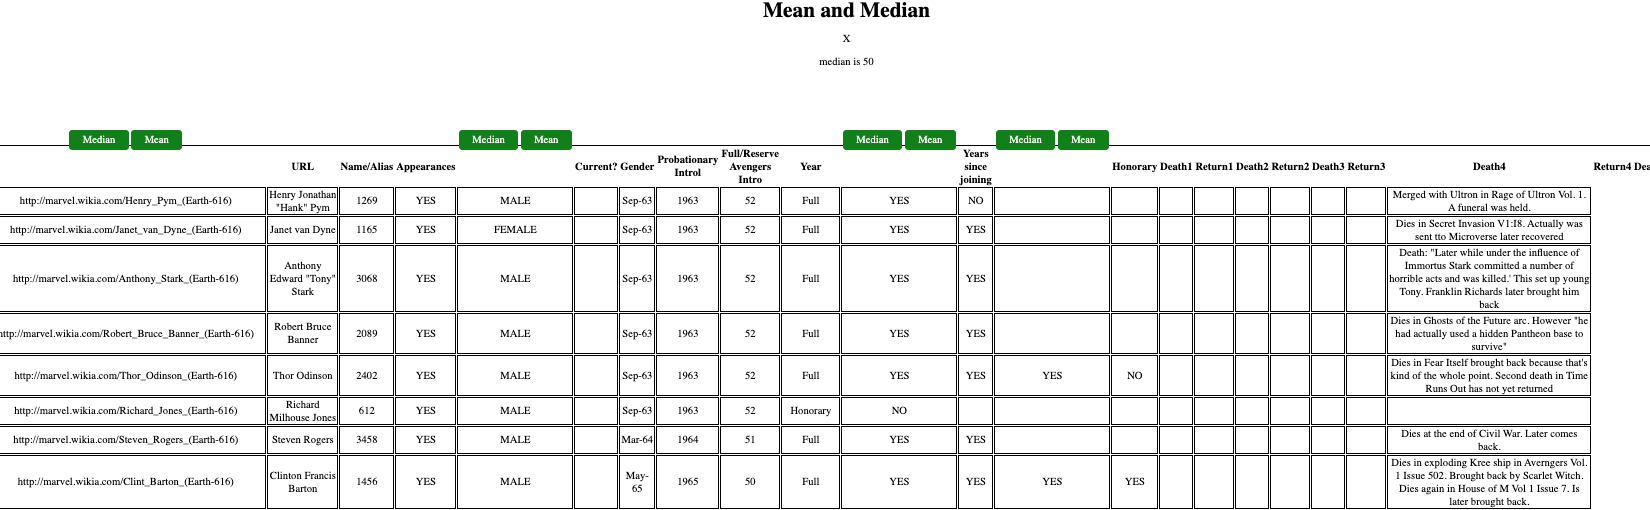 Mean and Median
X
median is 50
Median Mean Median Mean Median Mean Median Mean
URL Name/Alias Appearances Current? Gender Probationary Introl Full/Reserve Avengers Intro Year Years since joining Honorary Death1 Return1 Death2 Return2 Death3 Return3 Death4 Return4
http://marvel.wikia.com/Henry_Pym_(Earth-616) Henry Jonathan "Hank" Pym 1269 YES MALE Sep-63 1963 52 Full YES NO Merged with Ultron in Rage of Ultron Vol. 1. A funeral was held.
http://marvel.wikia.com/Janet_van_Dyne_(Earth-616) Janet van Dyne 1165 YES FEMALE Sep-63 1963 52 Full YES YES Dies in Secret Invasion V1:I8. Actually was sent tto Microverse later recovered
http://marvel.wikia.com/Anthony_Stark_(Earth-616) Anthony Edward "Tony" Stark 3068 YES MALE Sep-63 1963 52 Full YES YES Death: "Later while under the influence of Immortus Stark committed a number of horrible acts and was killed.' This set up young Tony. Franklin Richards later brought him back
http://marvel.wikia.com/Robert_Bruce_Banner_(Earth-616) Robert Bruce Banner 2089 YES MALE Sep-63 1963 52 Full YES YES Dies in Ghosts of the Future arc. However "he had actually used a hidden Pantheon base to survive"
http://marvel.wikia.com/Thor_Odinson_(Earth-616) Thor Odinson 2402 YES MALE Sep-63 1963 52 Full YES YES YES NO Dies in Fear Itself brought back because that's kind of the whole point. Second death in Time Runs Out has not yet returned
http://marvel.wikia.com/Richard_Jones_(Earth-616) Richard Milhouse Jones 612 YES MALE Sep-63 1963 52 Honorary NO
http://marvel.wikia.com/Steven_Rogers_(Earth-616) Steven Rogers 3458 YES MALE Mar-64 1964 51 Full YES YES Dies at the end of Civil War. Later comes back.
http://marvel.wikia.com/Clint_Barton_(Earth-616) Clinton Francis Barton 1456 YES MALE May-65 1965 50 Full YES YES YES YES Dies in exploding Kree ship in Averngers Vol. 1 Issue 502. Brought back by Scarlet Witch. Dies again in House of M Vol 1 Issue 7. Is later brought back.